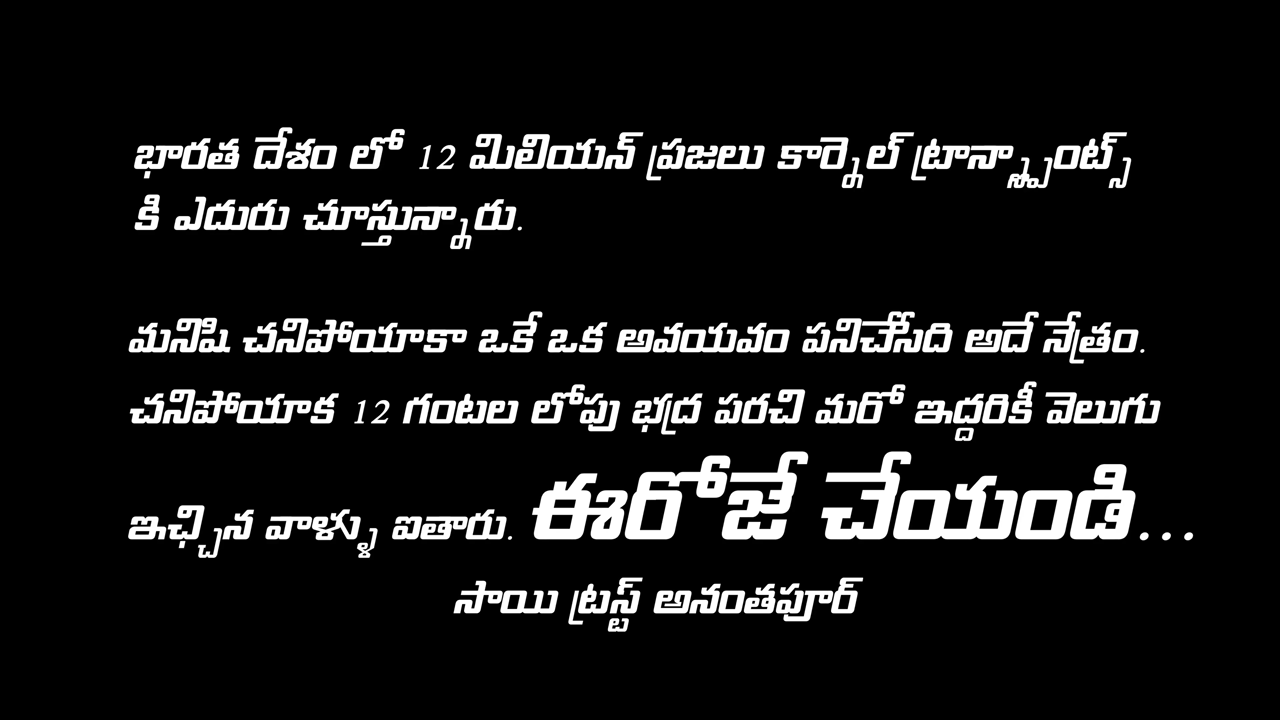 భారత దేశం లో 12 మిలియన్ ప్రజలు కార్నెల్ ట్రాన్స్ప్లాంట్స్
కి ఎదురు చూస్తున్నారు.
మనిషి చనిపోయాకా ఒకే ఒక అవయవం పనిచేసేది అదే నేత్రం.
చనిపోయాక 12 గంటల లోపు భద్ర పరచి మరో ఇద్దరికీ వెలుగు
ఇచ్చిన వాళ్ళు ఐతారు. ఈరోజే చేయండి...
సాయి ట్రస్ట్ అనంతపూర్